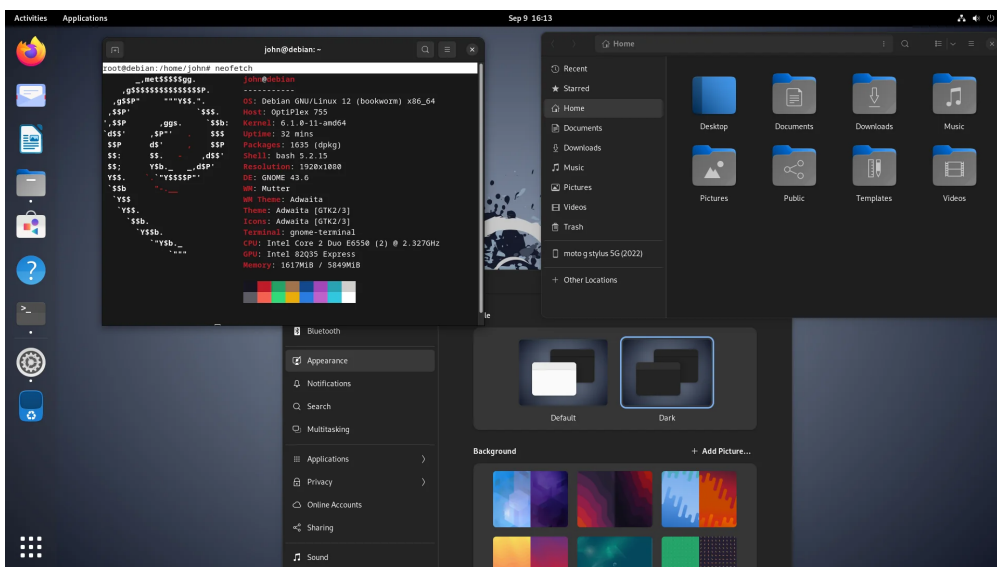 Activities Applications
Sep 9 16:13
john@debian: ~
root@debian:/home/john# neofetch
_,met$$$$$gg.
,g$$$$$$$$$$$$$$$P.
,g$$P" """Y$$.".
,$$P' `$$$.
',$$P ,ggs. `$$b:
`d$$' ,$P"' . $$$
$$P d$' , $$P
$$: $$. - ,d$$'
$$; Y$b._ _,d$P'
Y$$. `.`"Y$$$$P"'
`$$b "-.__
`Y$$
`Y$$.
`$$b.
`Y$$b.
`"Y$b._
`"""
john@debian
-----------
OS: Debian GNU/Linux 12 (bookworm) x86_64
Host: OptiPlex 755
Kernel: 6.1.0-11-amd64
Uptime: 32 mins
Packages: 1635 (dpkg)
Shell: bash 5.2.15
Resolution: 1920x1080
DE: GNOME 43.6
WM: Mutter
WM Theme: Adwaita
Theme: Adwaita [GTK2/3]
Icons: Adwaita [GTK2/3]
Terminal: gnome-terminal
CPU: Intel Core 2 Duo E6550 (2) @ 2.327GHz
GPU: Intel 82Q35 Express
Memory: 1617MiB / 5849MiB
Home
Recent
Starred
Home
Documents
Downloads
Music
Pictures
Videos
Trash
moto g stylus 5G (2022)
+ Other Locations
Desktop Documents Downloads Music
Pictures Public Templates Videos
Bluetooth
Appearance
Notifications
Search
Multitasking
Applications
Privacy
Online Accounts
Sharing
Sound
Default Dark
Background + Add Picture...